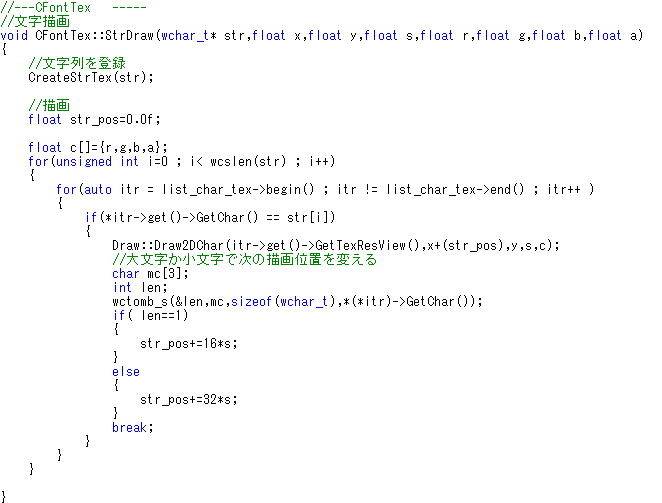 //---CFontTex   -----
//文字描画
void CFontTex::StrDraw(wchar_t* str,float x,float y,float s,float r,float g,float b,float a)
{
    //文字列を登録
    CreateStrTex(str);

    //描画
    float str_pos=0.0f;

    float c[]={r,g,b,a};
    for(unsigned int i=0 ; i< wcslen(str) ; i++)
    {
        for(auto itr = list_char_tex->begin() ; itr != list_char_tex->end() ; itr++ )
        {
            if(*itr->get()->GetChar() == str[i])
            {
                Draw::Draw2DChar(itr->get()->GetTexResView(),x+(str_pos),y,s,c);
                //大文字か小文字で次の描画位置を変える
                char mc[3];
                int len;
                wctomb_s(&len,mc,sizeof(wchar_t),*(*itr)->GetChar());
                if( len==1)
                {
                    str_pos+=16*s;
                }
                else
                {
                    str_pos+=32*s;
                }
                break;
            }
        }
    }

}